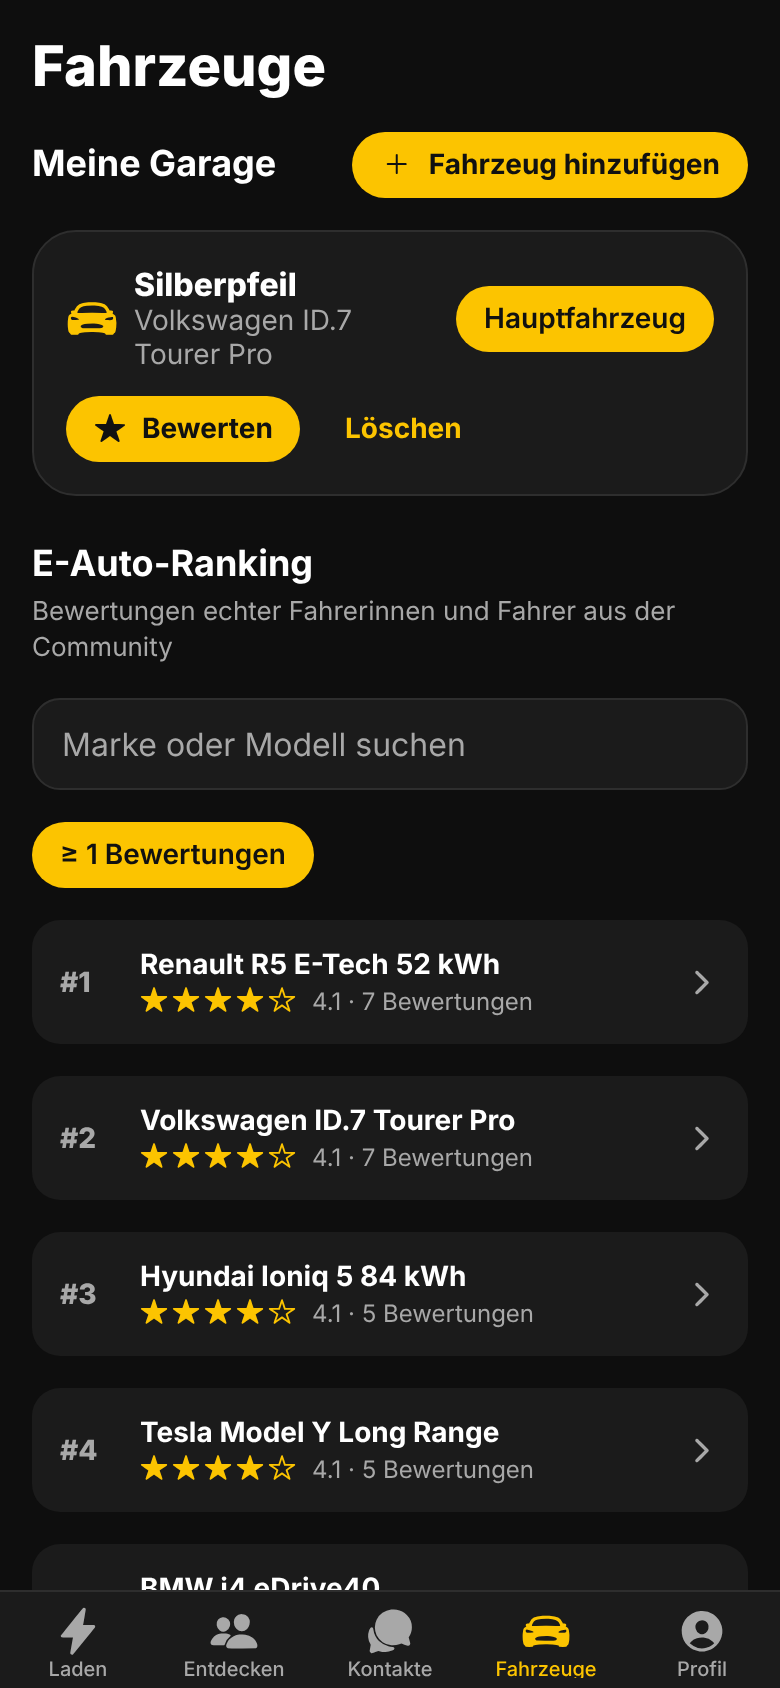 Fahrzeuge
Meine Garage
Fahrzeug hinzufügen
Silberpfeil
Volkswagen ID.7
Tourer Pro
Hauptfahrzeug
Bewerten
Löschen
E-Auto-Ranking
Bewertungen echter Fahrerinnen und Fahrer aus der
Community
Marke oder Modell suchen
≥ 1 Bewertungen
#1
Renault R5 E-Tech 52 kWh
4.1 · 7 Bewertungen
#2
Volkswagen ID.7 Tourer Pro
4.1 · 7 Bewertungen
#3
Hyundai Ioniq 5 84 kWh
4.1 · 5 Bewertungen
#4
Tesla Model Y Long Range
4.1 · 5 Bewertungen
BMW i4 eDrive40
Laden
Entdecken
Kontakte
Fahrzeuge
Profil